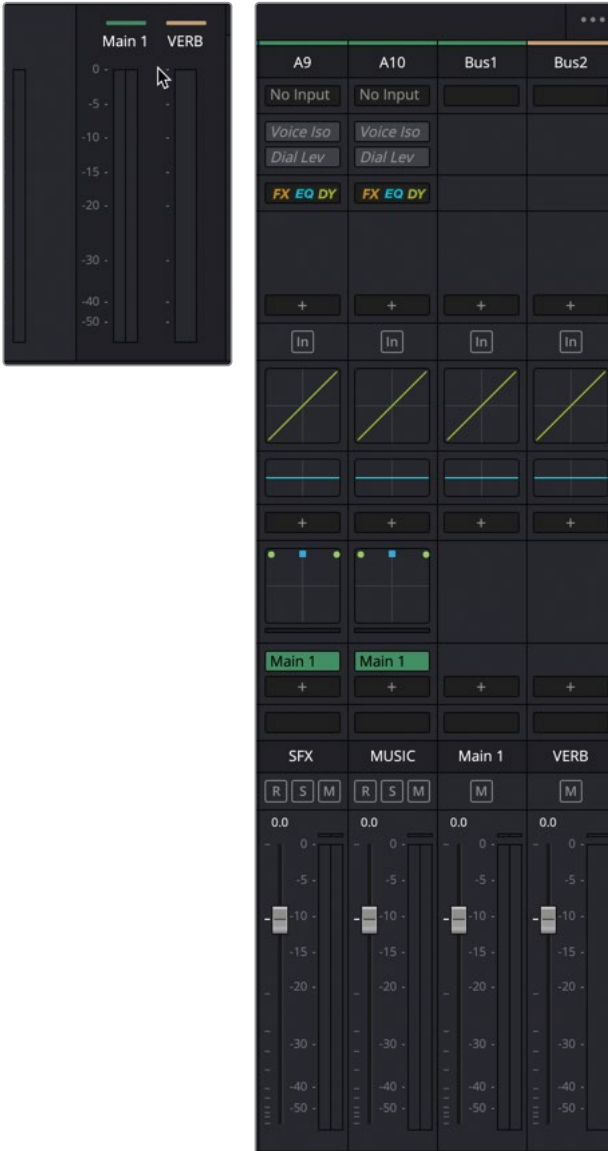 Main 1 VERB
0 -
-5 -
-10 -
-15 -
-20 -
-30 -
-40 -
-50 -
A9 A10 Bus1 Bus2
No Input No Input
Voice Iso Voice Iso
Dial Lev Dial Lev
FX EQ DY FX EQ DY
+ + + +
In In In In
+ + + +
Main 1 Main 1
+ + + +
SFX MUSIC Main 1 VERB
R S M R S M M M
0.0 0.0 0.0 0.0
0 - 0 - 0 - 0 -
-5 - -5 - -5 - -5 -
-10 - -10 - -10 - -10 -
-15 - -15 - -15 - -15 -
-20 - -20 - -20 - -20 -
-30 - -30 - -30 - -30 -
-40 - -40 - -40 - -40 -
-50 - -50 - -50 - -50 -